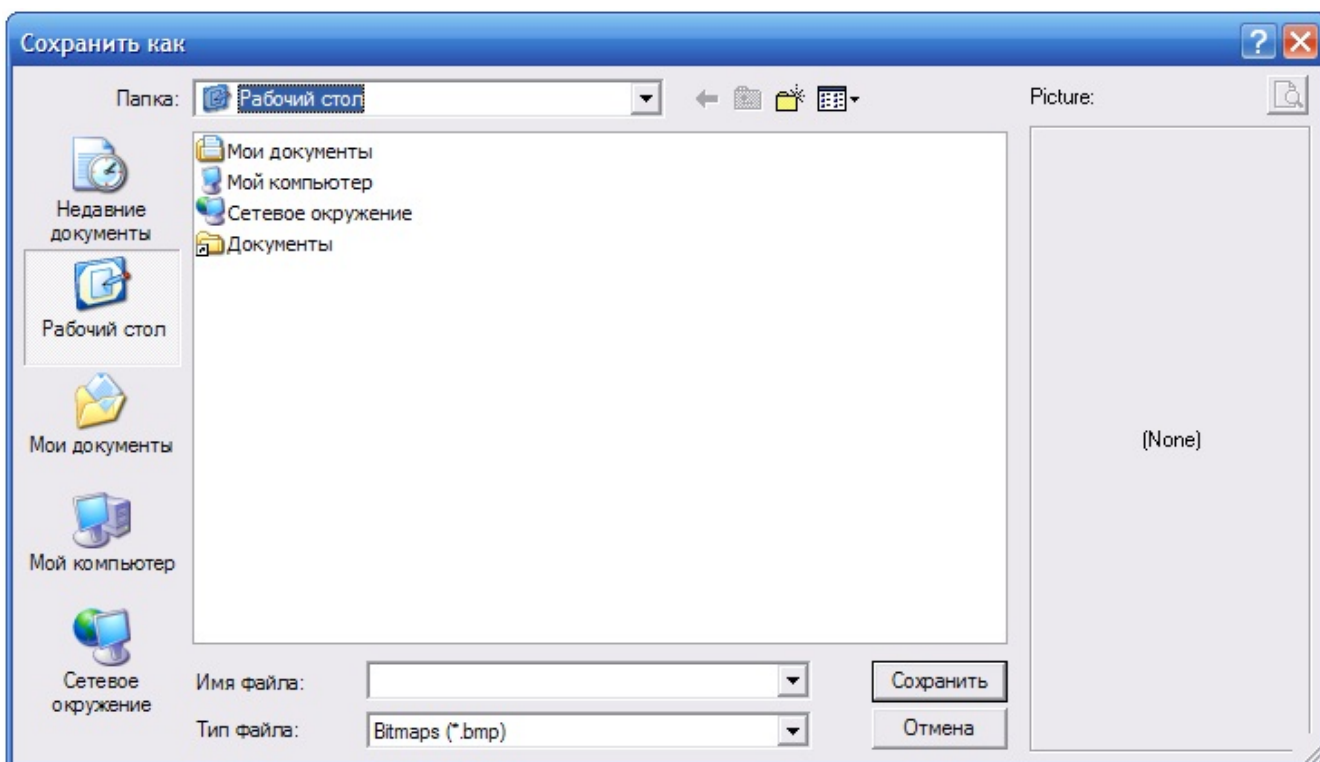 Сохранить как
Папка:
Рабочий стол
Picture:
Недавние
документы
Рабочий стол
Мои документы
Мой компьютер
Сетевое
окружение
Мои документы
Мой компьютер
Сетевое окружение
Документы
(None)
Имя файла:
Сохранить
Тип файла:
Bitmaps (*.bmp)
Отмена